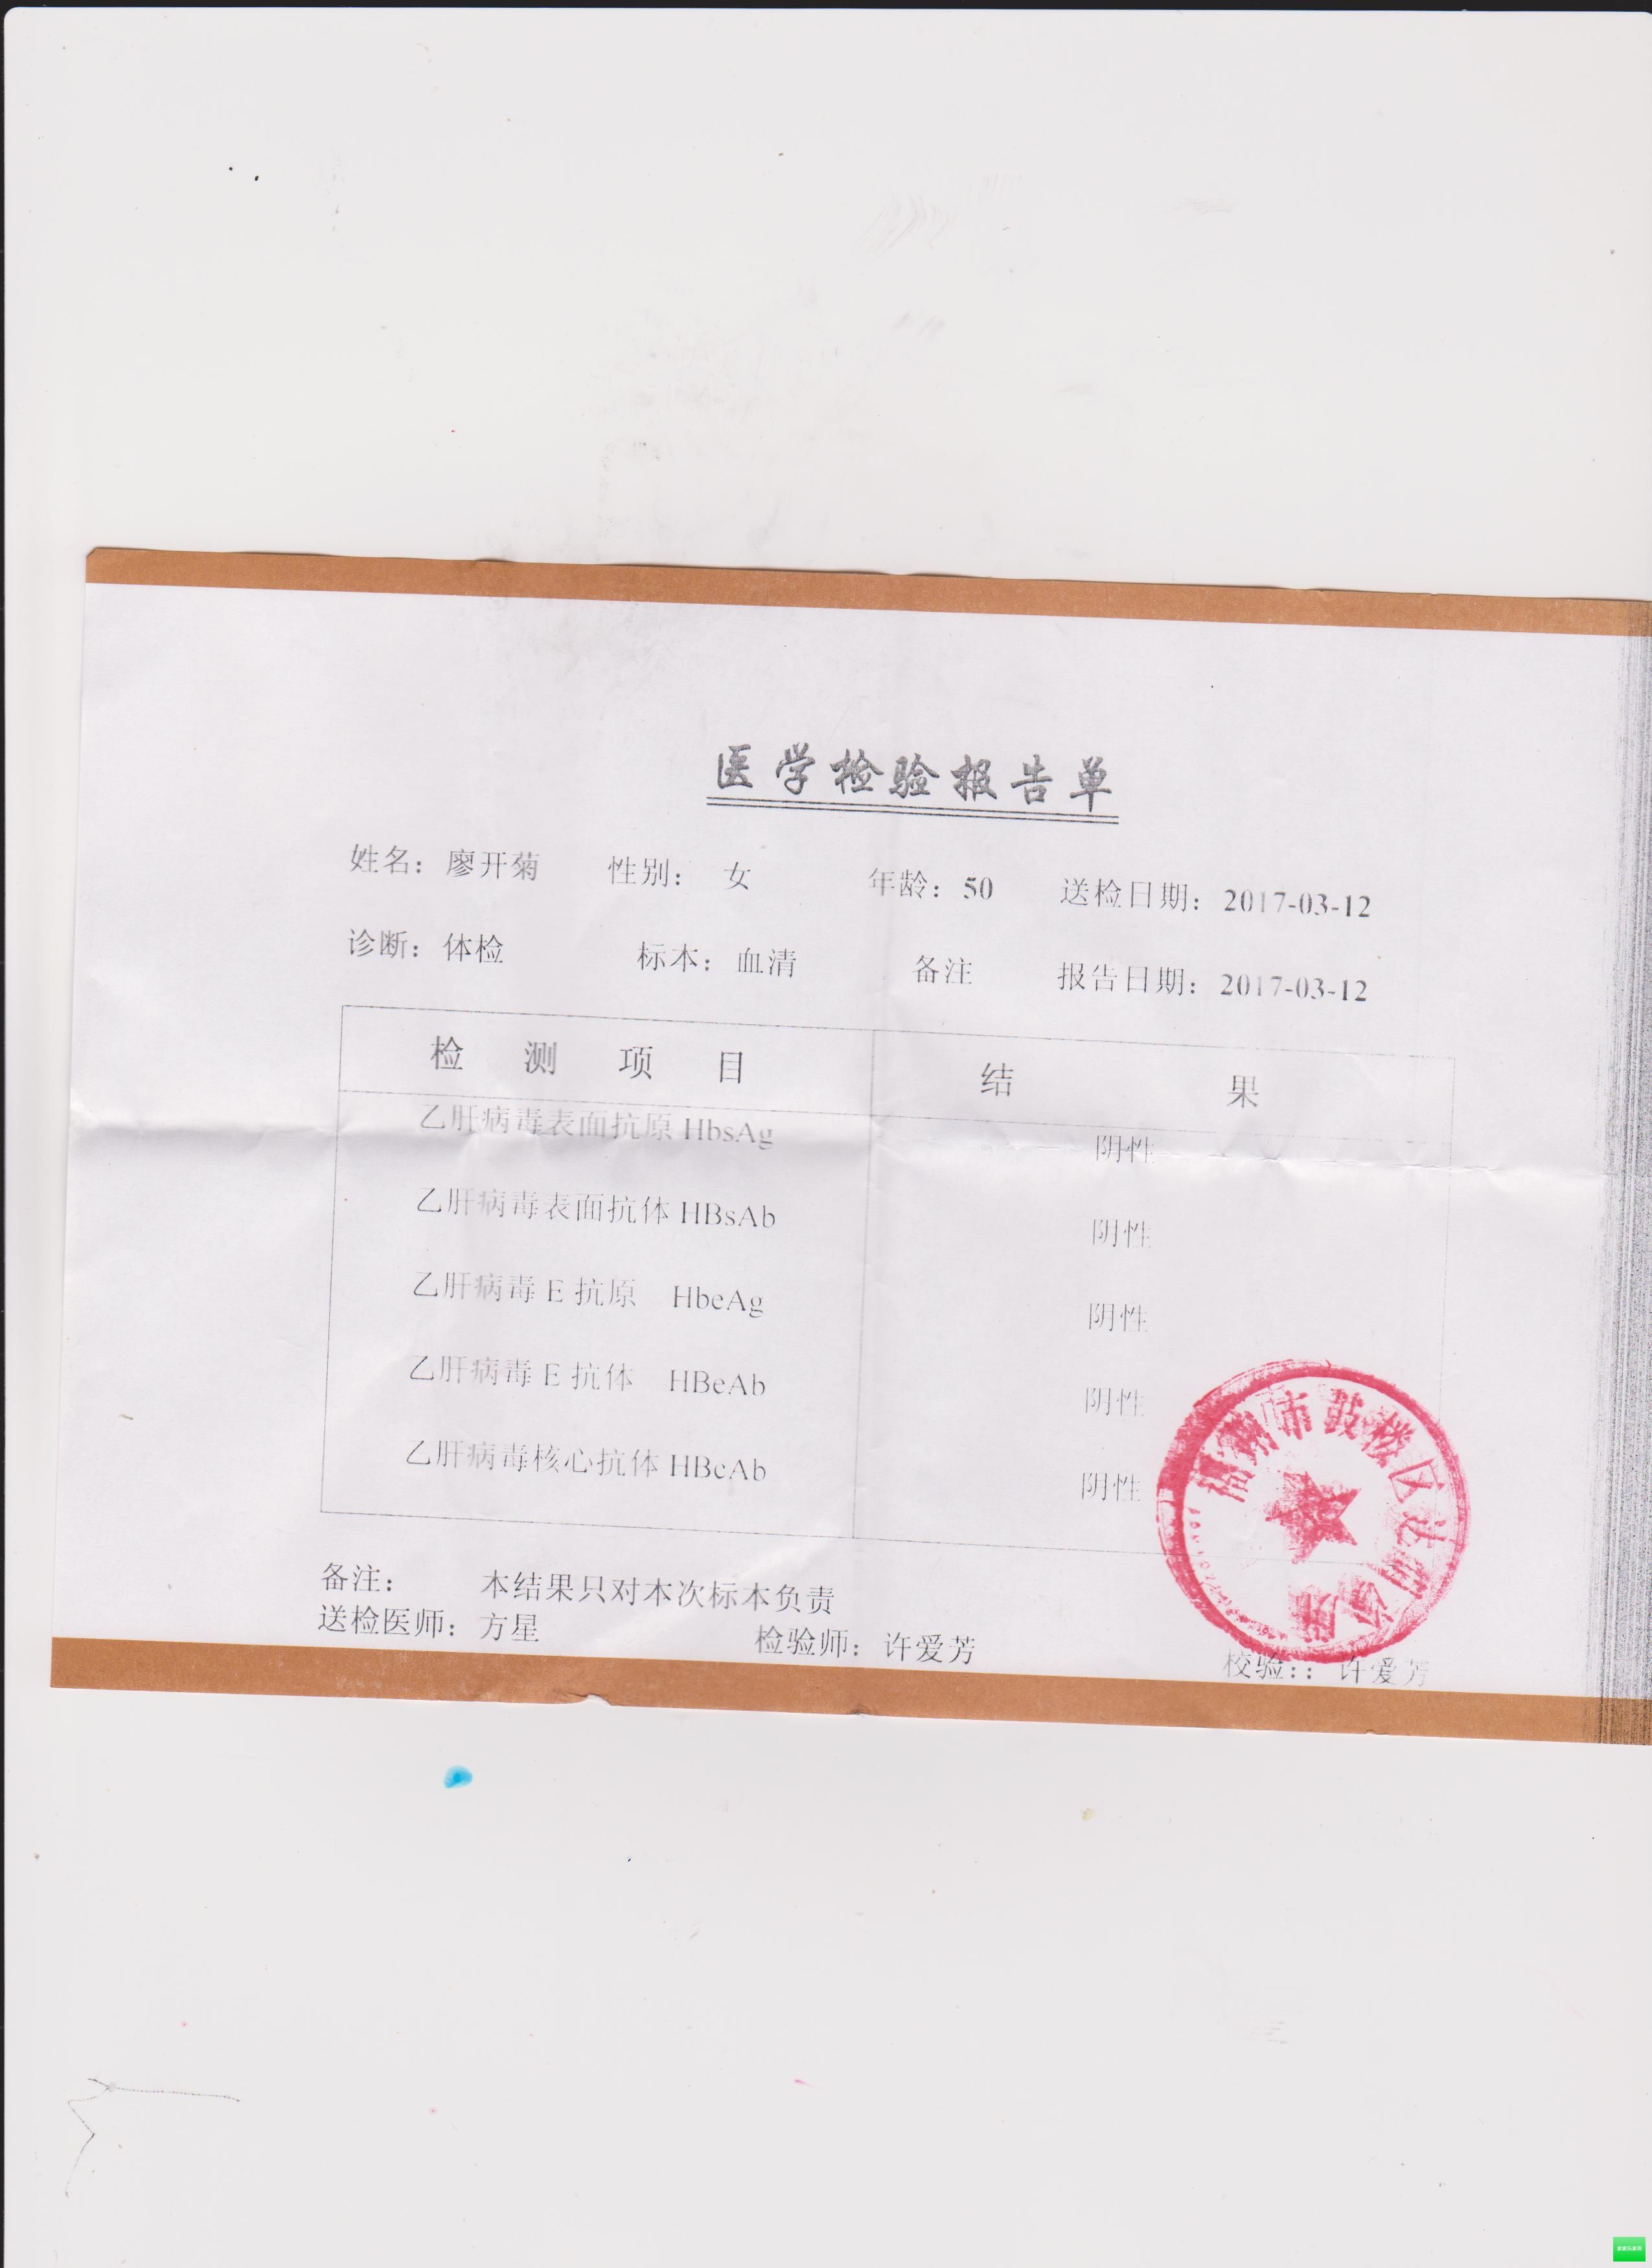 医学检验报告单
姓名：廖开菊 性别： 女 年龄：50 送检日期：2017-03-12
诊断：体检 标本：血清 备注 报告日期：2017-03-12
检 测 项 目 结 果
乙肝病毒表面抗原 HbsAg 阴性
乙肝病毒表面抗体 HBsAb 阴性
乙肝病毒 E 抗原 HbeAg 阴性
乙肝病毒 E 抗体 HBeAb 阴性
乙肝病毒核心抗体 HBcAb 阴性
州市鼓楼区
备注： 本结果只对本次标本负责
送检医师：方星 检验师：许爱芳 校验：：许爱芳